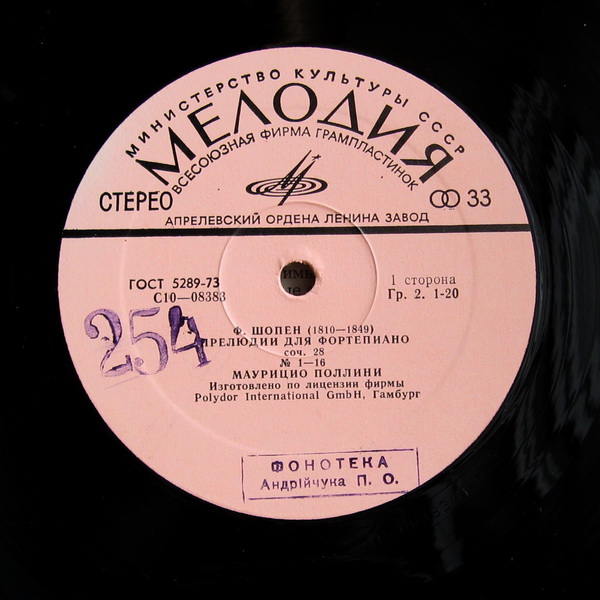 МИНИСТЕРСТВО КУЛЬТУРЫ СССР
МЕЛОДИЯ
ВСЕСОЮЗНАЯ ФИРМА ГРАМПЛАСТИНОК
СТЕРЕО
33
АПРЕЛЕВСКИЙ ОРДЕНА ЛЕНИНА ЗАВОД
ГОСТ 5289-73
С10—08383
1 сторона
Гр. 2. 1-20
254
Ф. ШОПЕН (1810—1849)
ПРЕЛЮДИИ ДЛЯ ФОРТЕПИАНО
соч. 28
№ 1—16
МАУРИЦИО ПОЛЛИНИ
Изготовлено по лицензии фирмы
Polydor International GmbH, Гамбург
ФОНОТЕКА
Андрійчука П. О.